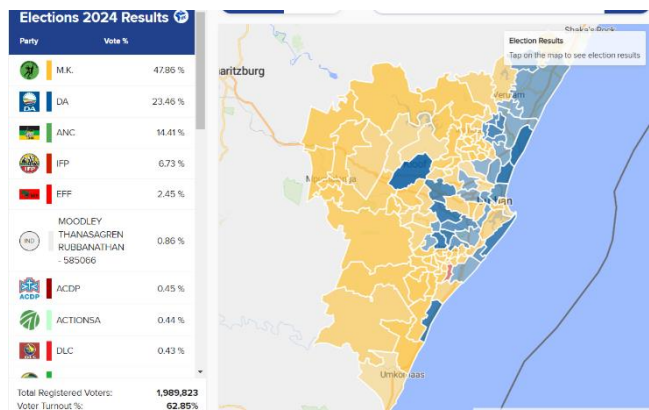 Elections 2024 Results
Party Vote %
M.K. 47.86 %
DA 23.46 %
ANC 14.41 %
IFP 6.73 %
EFF 2.45 %
IND MOODLEY
THANASAGREN
RUBBANATHAN
- 585066 0.86 %
ACDP 0.45 %
ACTIONSA 0.44 %
DLC 0.43 %
Total Registered Voters: 1,989,823
Voter Turnout %: 62.85%
Shaka's Rock
Election Results
Tap on the map to see election results
aritzburg
Verulam
Umkomaas